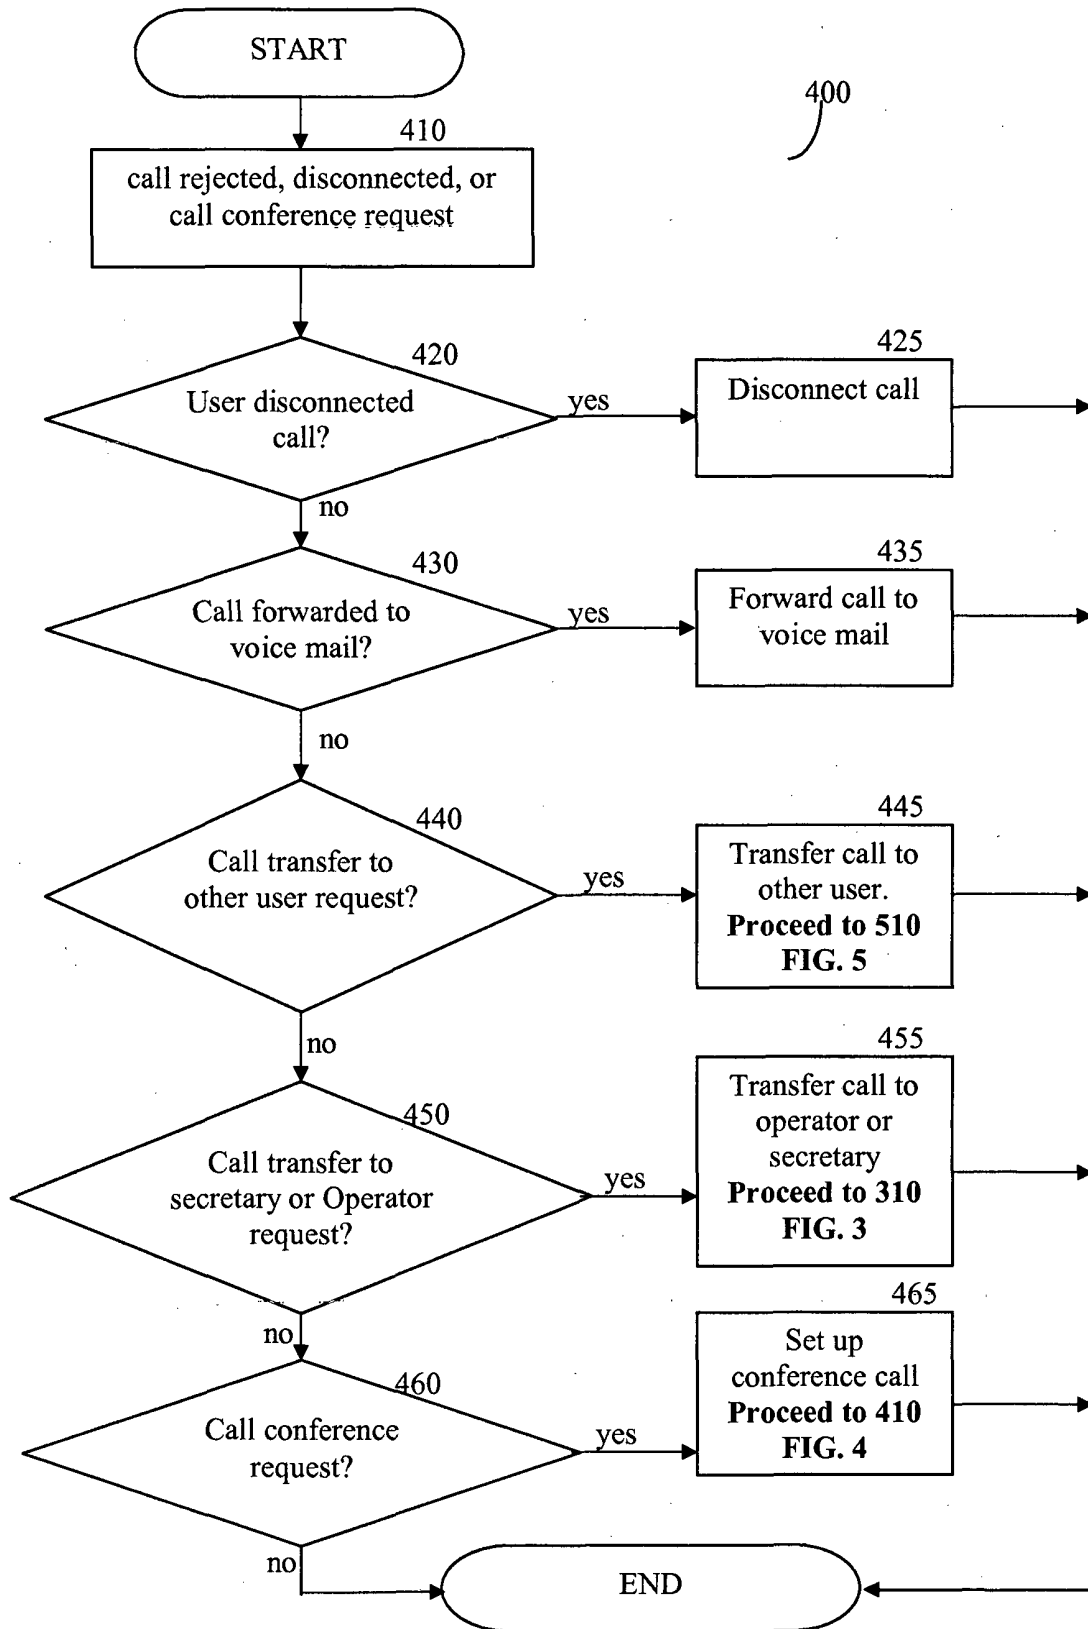 START
400
410
call rejected, disconnected, or
call conference request
420
User disconnected
call?
yes
425
Disconnect call
no
430
Call forwarded to
voice mail?
yes
435
Forward call to
voice mail
no
440
Call transfer to
other user request?
yes
445
Transfer call to
other user.
Proceed to 510
FIG. 5
no
450
Call transfer to
secretary or Operator
request?
yes
455
Transfer call to
operator or
secretary
Proceed to 310
FIG. 3
no
460
Call conference
request?
yes
465
Set up
conference call
Proceed to 410
FIG. 4
no
END